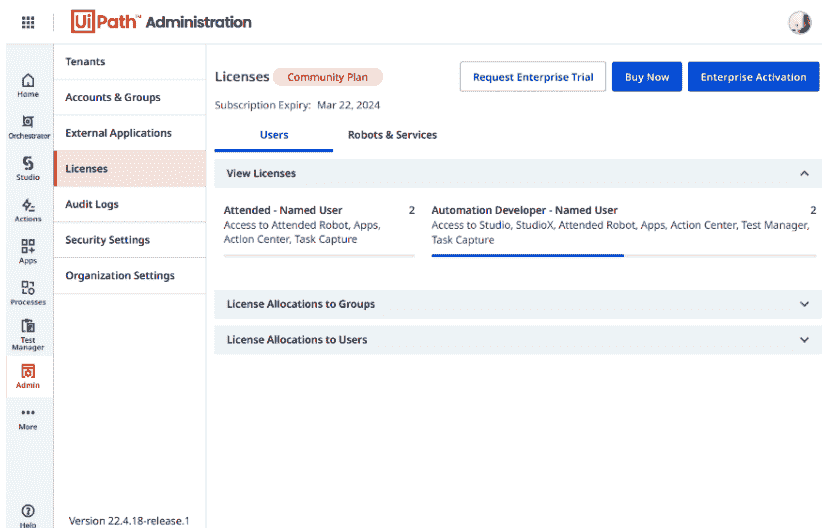 UiPath™ Administration
Home
Orchestrator
Studio
Actions
Apps
Processes
Test
Manager
Admin
More
Help
Tenants
Accounts & Groups
External Applications
Licenses
Audit Logs
Security Settings
Organization Settings
Version 22.4.18-release.1
Licenses Community Plan
Request Enterprise Trial
Buy Now
Enterprise Activation
Subscription Expiry: Mar 22, 2024
Users
Robots & Services
View Licenses
Attended - Named User 2
Access to Attended Robot, Apps,
Action Center, Task Capture
Automation Developer - Named User 2
Access to Studio, StudioX, Attended Robot, Apps, Action Center, Test Manager,
Task Capture
License Allocations to Groups
License Allocations to Users